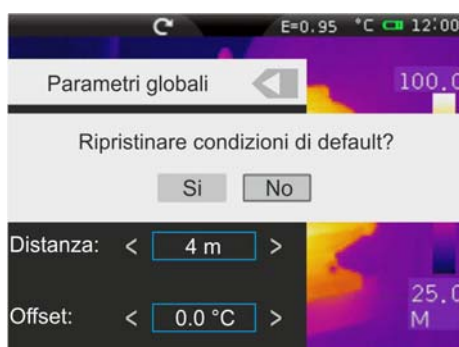 E=0.95 °C 12:00
Parametri globali
100.0
Ripristinare condizioni di default?
Si No
Distanza: < 4 m >
25.0
Offset: < 0.0 °C >
M